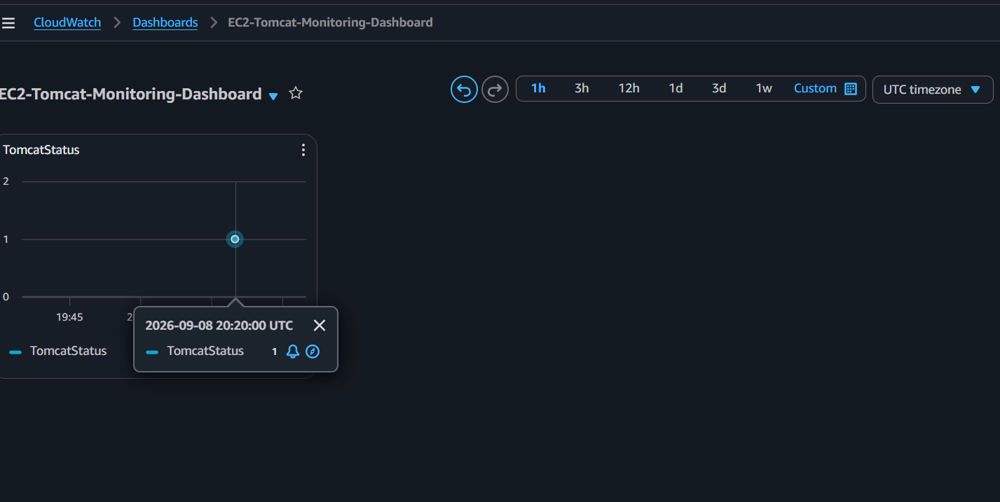 CloudWatch > Dashboards > EC2-Tomcat-Monitoring-Dashboard
EC2-Tomcat-Monitoring-Dashboard
1h 3h 12h 1d 3d 1w Custom UTC timezone
TomcatStatus
2
1
0
19:45 2
2026-09-08 20:20:00 UTC
TomcatStatus
TomcatStatus 1